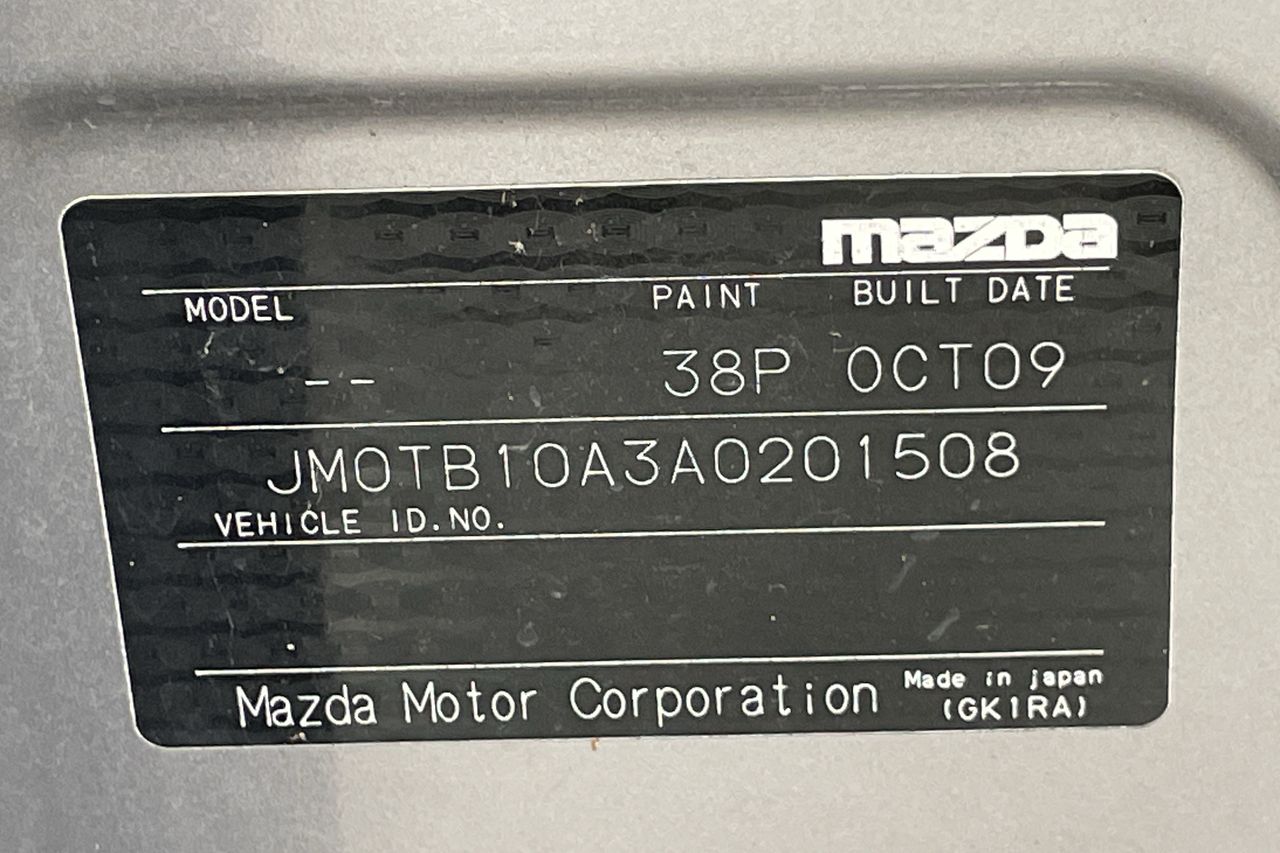 mazda
MODEL PAINT BUILT DATE
-- 38P OCT09
JM0TB10A3A0201508
VEHICLE ID.NO.
Mazda Motor Corporation Made in japan
(GK1RA)